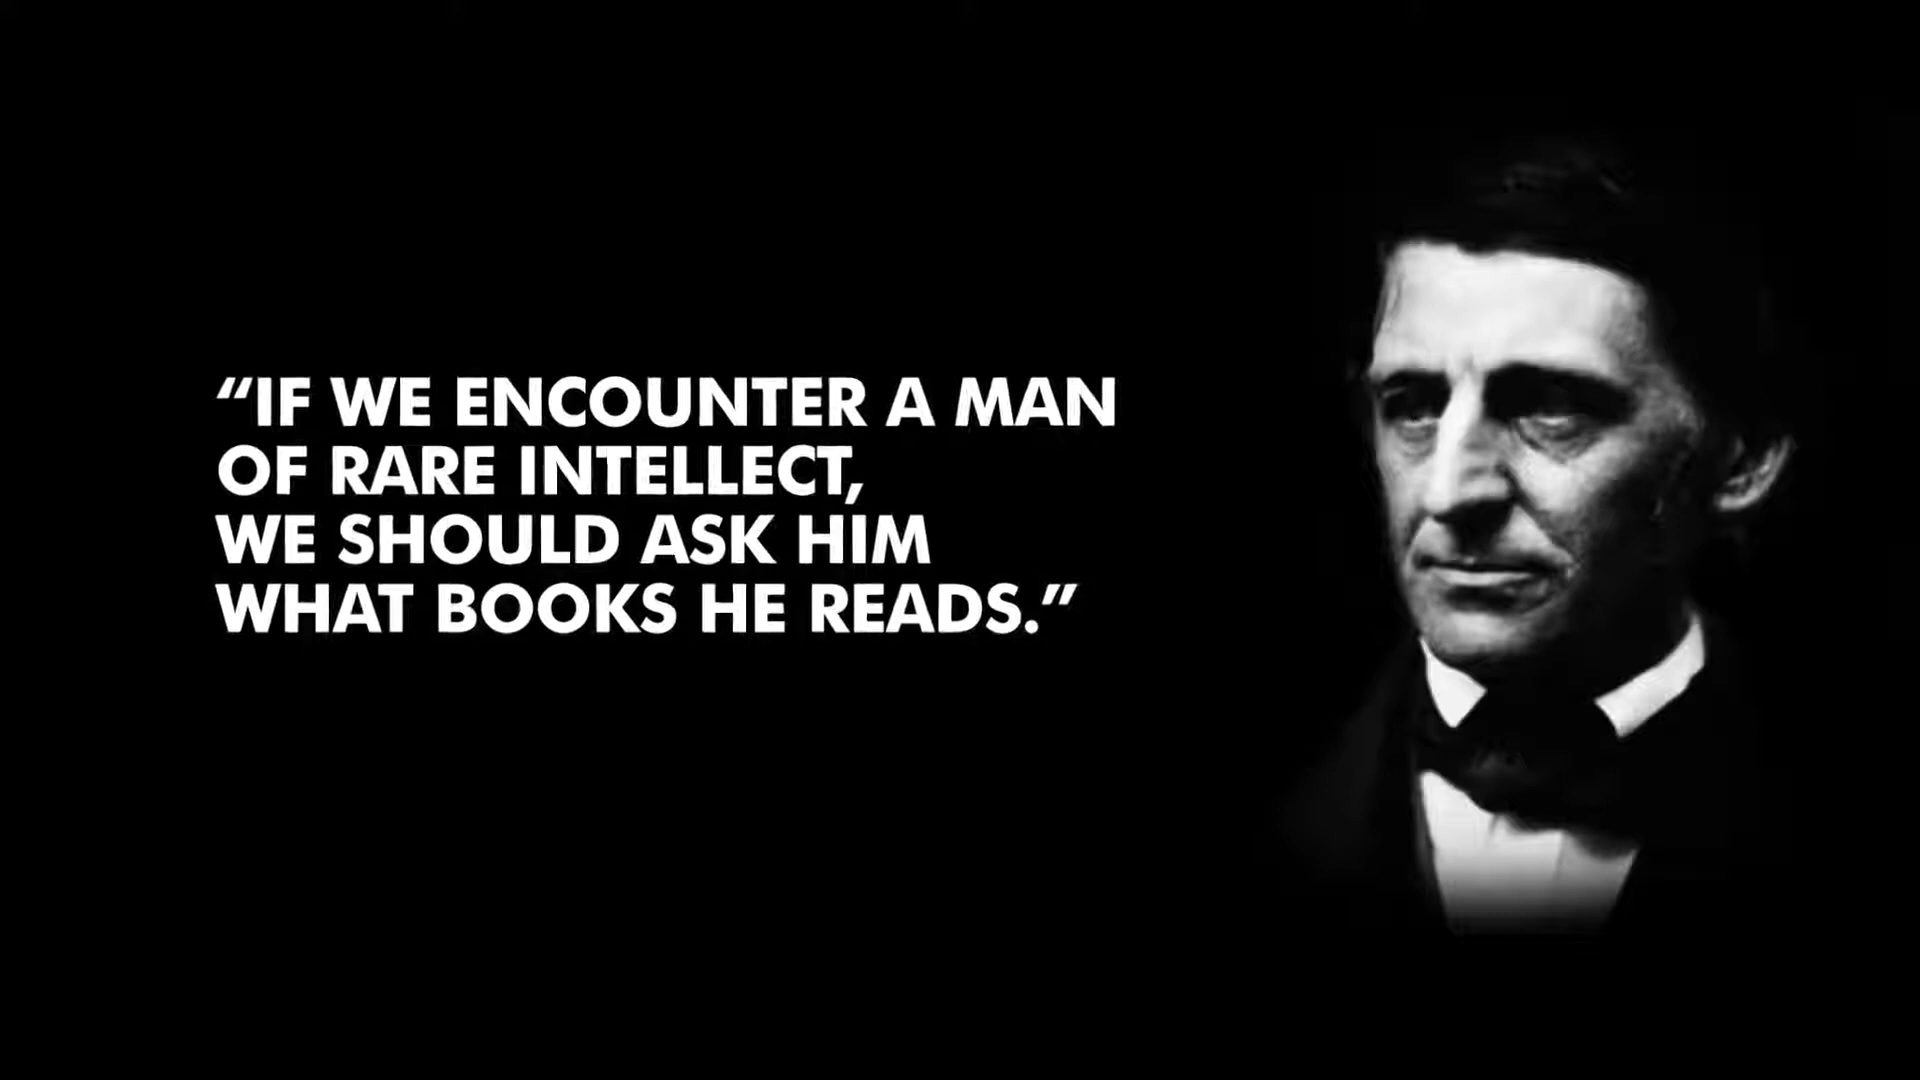 “IF WE ENCOUNTER A MAN
OF RARE INTELLECT,
WE SHOULD ASK HIM
WHAT BOOKS HE READS.”